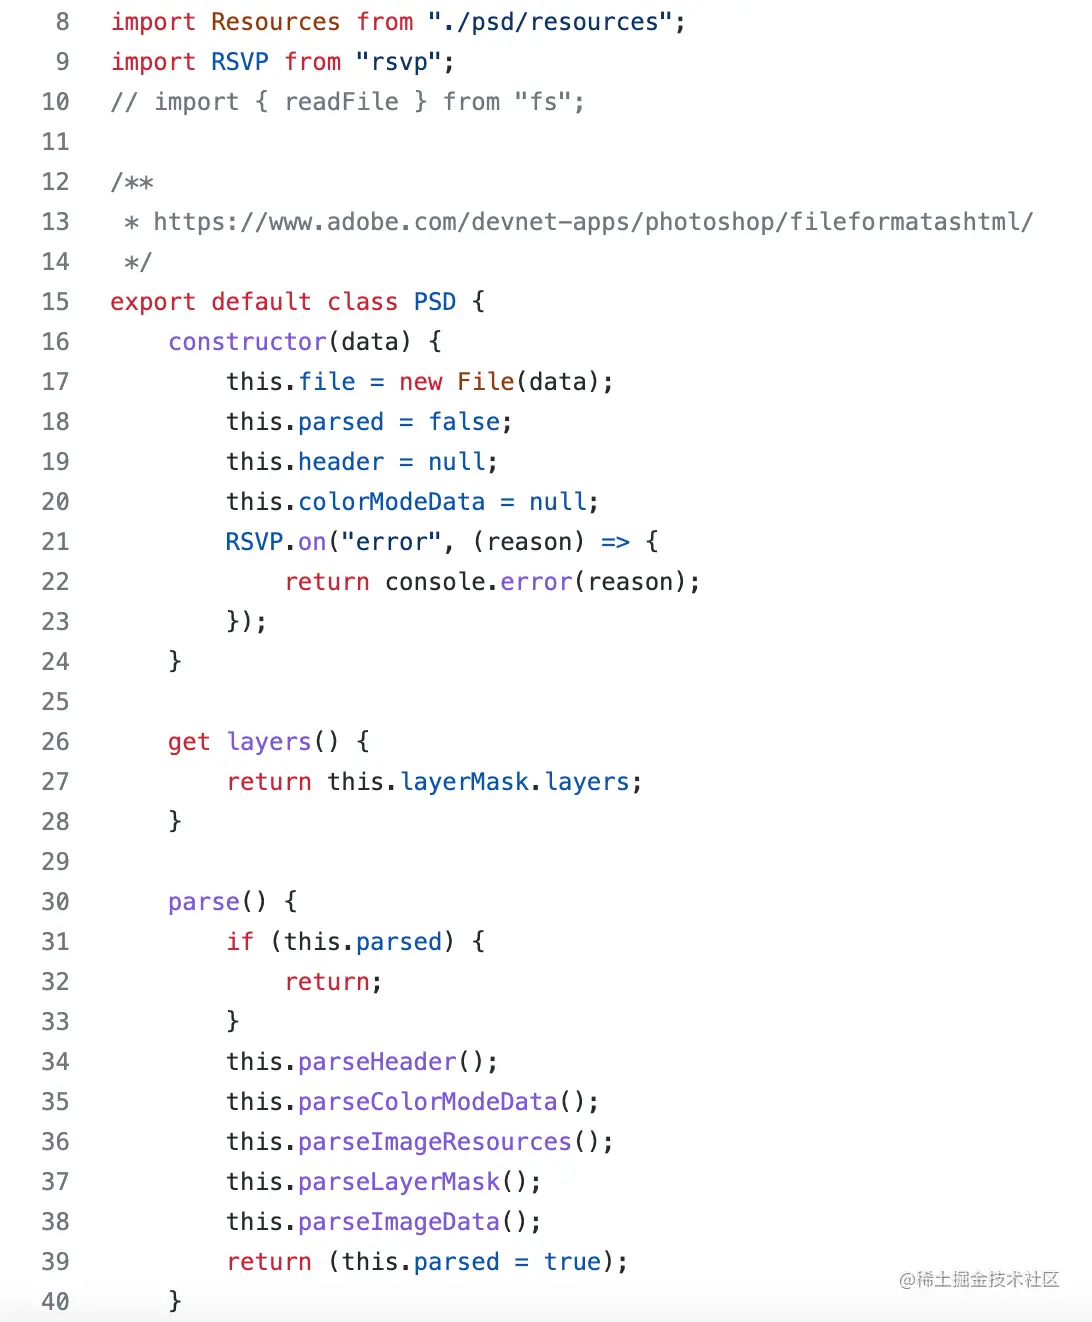 8 import Resources from "./psd/resources";
9 import RSVP from "rsvp";
10 // import { readFile } from "fs";
11
12 /**
13  * https://www.adobe.com/devnet-apps/photoshop/fileformatashtml/
14  */
15 export default class PSD {
16     constructor(data) {
17         this.file = new File(data);
18         this.parsed = false;
19         this.header = null;
20         this.colorModeData = null;
21         RSVP.on("error", (reason) => {
22             return console.error(reason);
23         });
24     }
25
26     get layers() {
27         return this.layerMask.layers;
28     }
29
30     parse() {
31         if (this.parsed) {
32             return;
33         }
34         this.parseHeader();
35         this.parseColorModeData();
36         this.parseImageResources();
37         this.parseLayerMask();
38         this.parseImageData();
39         return (this.parsed = true);
40     }
@稀土掘金技术社区